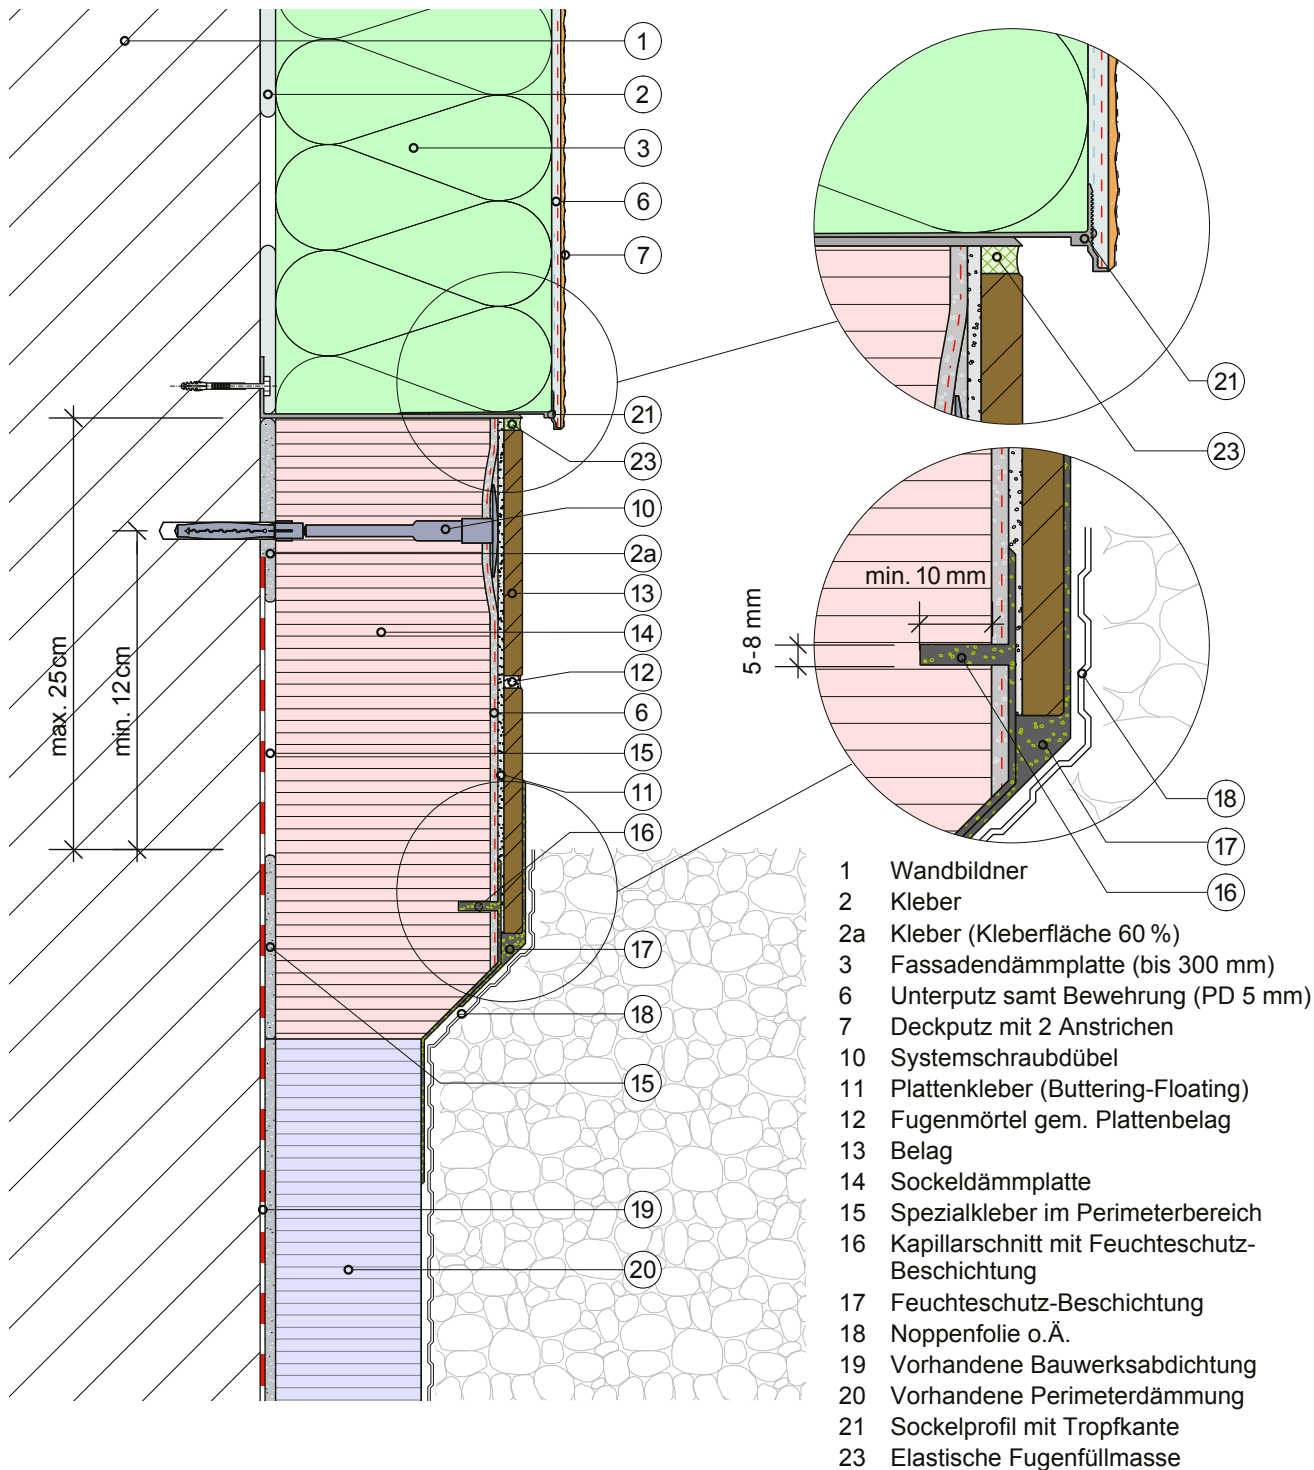 1
2
3
6
7
21
23
10
2a
13
14
12
6
15
11
16
17
18
15
19
20
max. 25cm
min. 12cm
21
23
min. 10 mm
5-8 mm
18
17
16
1 Wandbildner
2 Kleber
2a Kleber (Kleberfläche 60 %)
3 Fassadendämmplatte (bis 300 mm)
6 Unterputz samt Bewehrung (PD 5 mm)
7 Deckputz mit 2 Anstrichen
10 Systemschraubdübel
11 Plattenkleber (Buttering-Floating)
12 Fugenmörtel gem. Plattenbelag
13 Belag
14 Sockeldämmplatte
15 Spezialkleber im Perimeterbereich
16 Kapillarschnitt mit Feuchteschutz-
Beschichtung
17 Feuchteschutz-Beschichtung
18 Noppenfolie o.Ä.
19 Vorhandene Bauwerksabdichtung
20 Vorhandene Perimeterdämmung
21 Sockelprofil mit Tropfkante
23 Elastische Fugenfüllmasse